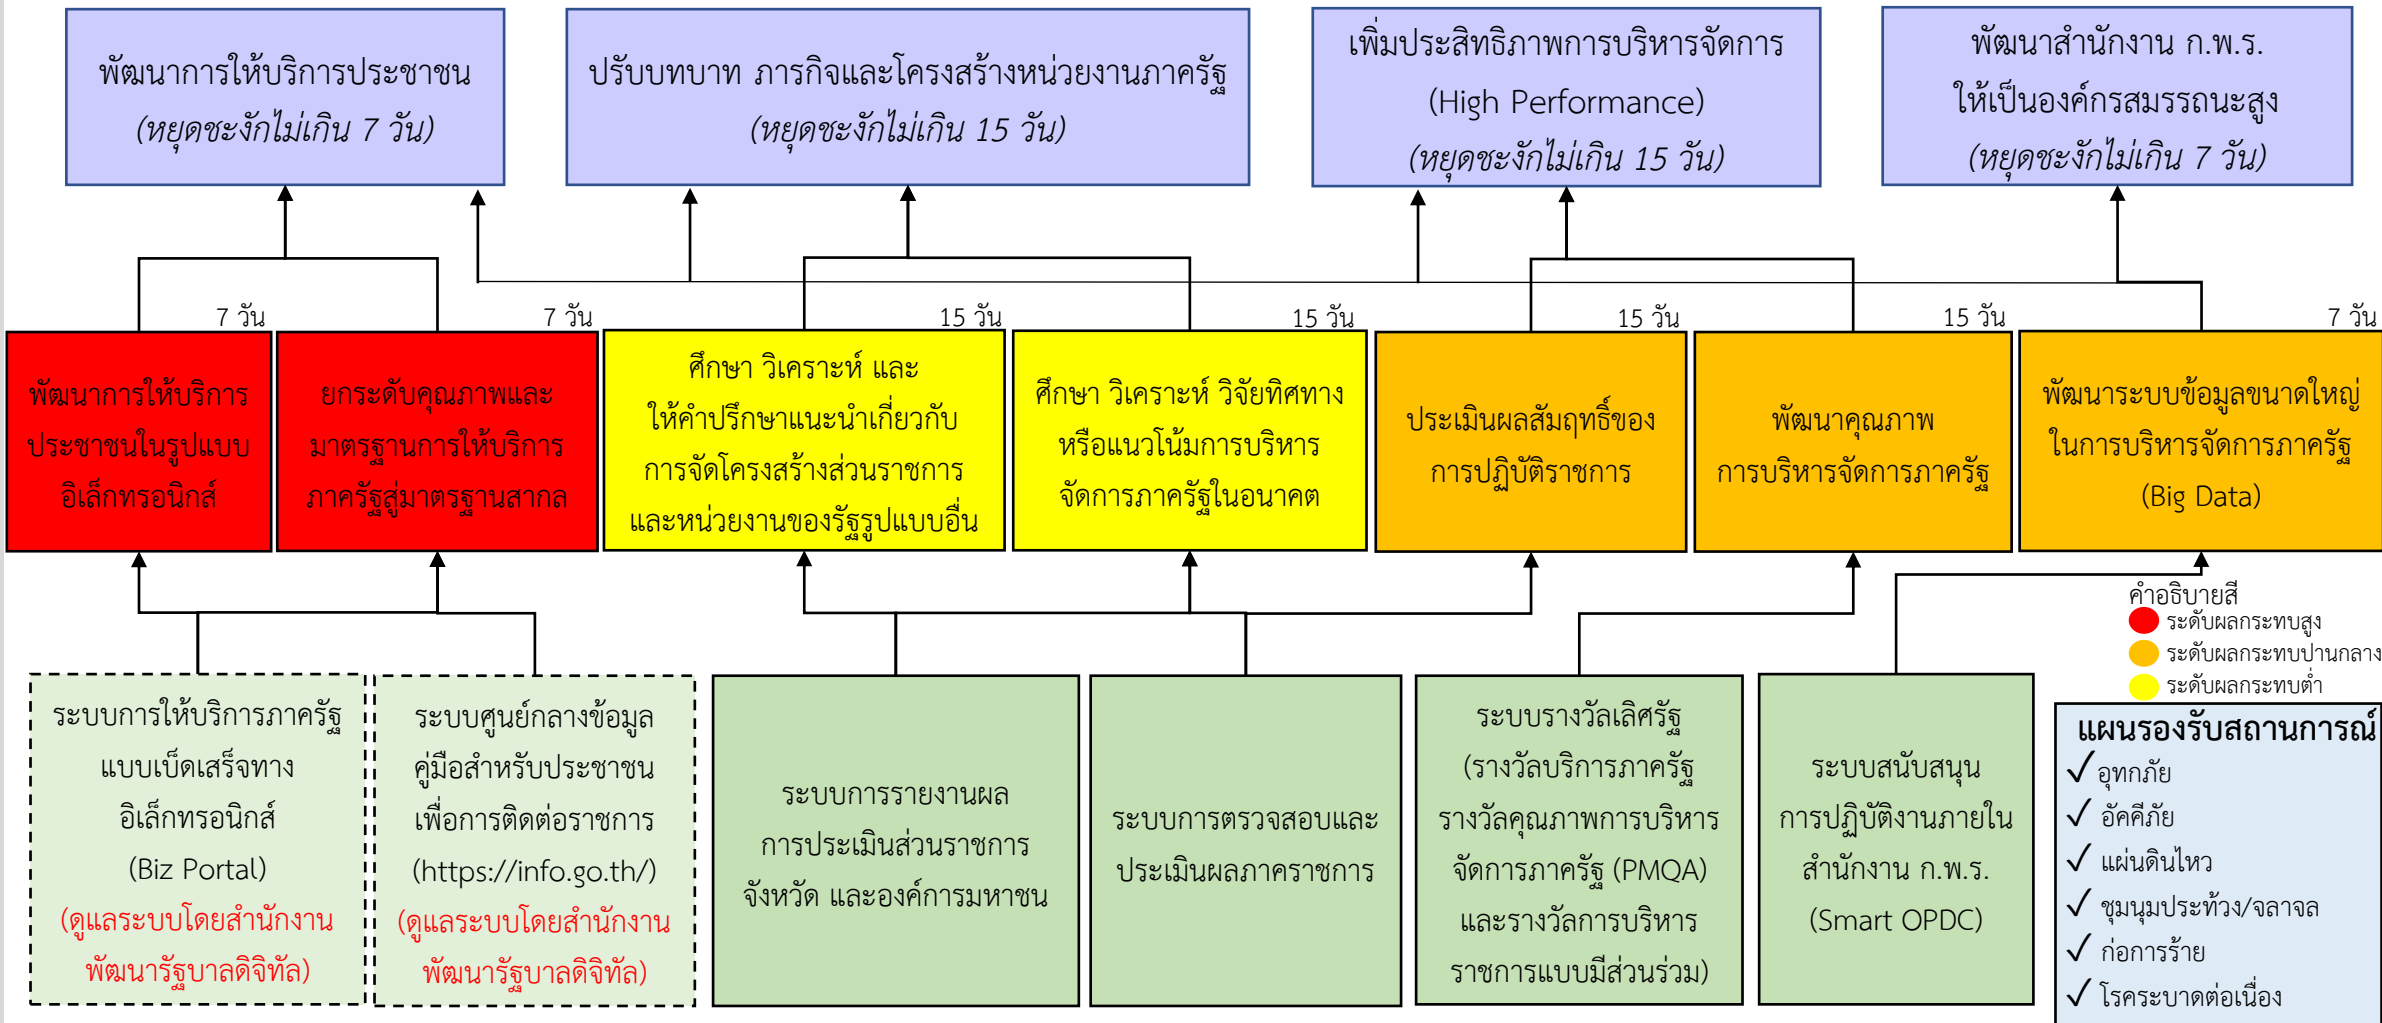 พัฒนาการให้บริการประชาชน
(หยุดชะงักไม่เกิน 7 วัน)
ปรับบทบาท ภารกิจและโครงสร้างหน่วยงานภาครัฐ
(หยุดชะงักไม่เกิน 15 วัน)
เพิ่มประสิทธิภาพการบริหารจัดการ
(High Performance)
(หยุดชะงักไม่เกิน 15 วัน)
พัฒนาสำนักงาน ก.พ.ร.
ให้เป็นองค์กรสมรรถนะสูง
(หยุดชะงักไม่เกิน 7 วัน)
7 วัน
พัฒนาการให้บริการ
ประชาชนในรูปแบบ
อิเล็กทรอนิกส์
7 วัน
ยกระดับคุณภาพและ
มาตรฐานการให้บริการ
ภาครัฐสู่มาตรฐานสากล
15 วัน
ศึกษา วิเคราะห์ และ
ให้คำปรึกษาแนะนำเกี่ยวกับ
การจัดโครงสร้างส่วนราชการ
และหน่วยงานของรัฐรูปแบบอื่น
15 วัน
ศึกษา วิเคราะห์ วิจัยทิศทาง
หรือแนวโน้มการบริหาร
จัดการภาครัฐในอนาคต
15 วัน
ประเมินผลสัมฤทธิ์ของ
การปฏิบัติราชการ
15 วัน
พัฒนาคุณภาพ
การบริหารจัดการภาครัฐ
7 วัน
พัฒนาระบบข้อมูลขนาดใหญ่
ในการบริหารจัดการภาครัฐ
(Big Data)
คำอธิบายสี
ระดับผลกระทบสูง
ระดับผลกระทบปานกลาง
ระดับผลกระทบต่ำ
ระบบการให้บริการภาครัฐ
แบบเบ็ดเสร็จทาง
อิเล็กทรอนิกส์
(Biz Portal)
(ดูแลระบบโดยสำนักงาน
พัฒนารัฐบาลดิจิทัล)
ระบบศูนย์กลางข้อมูล
คู่มือสำหรับประชาชน
เพื่อการติดต่อราชการ
(https://info.go.th/)
(ดูแลระบบโดยสำนักงาน
พัฒนารัฐบาลดิจิทัล)
ระบบการรายงานผล
การประเมินส่วนราชการ
จังหวัด และองค์การมหาชน
ระบบการตรวจสอบและ
ประเมินผลภาคราชการ
ระบบรางวัลเลิศรัฐ
(รางวัลบริการภาครัฐ
รางวัลคุณภาพการบริหาร
จัดการภาครัฐ (PMQA)
และรางวัลการบริหาร
ราชการแบบมีส่วนร่วม)
ระบบสนับสนุน
การปฏิบัติงานภายใน
สำนักงาน ก.พ.ร.
(Smart OPDC)
แผนรองรับสถานการณ์
✓ อุทกภัย
✓ อัคคีภัย
✓ แผ่นดินไหว
✓ ชุมนุมประท้วง/จลาจล
✓ ก่อการร้าย
✓ โรคระบาดต่อเนื่อง